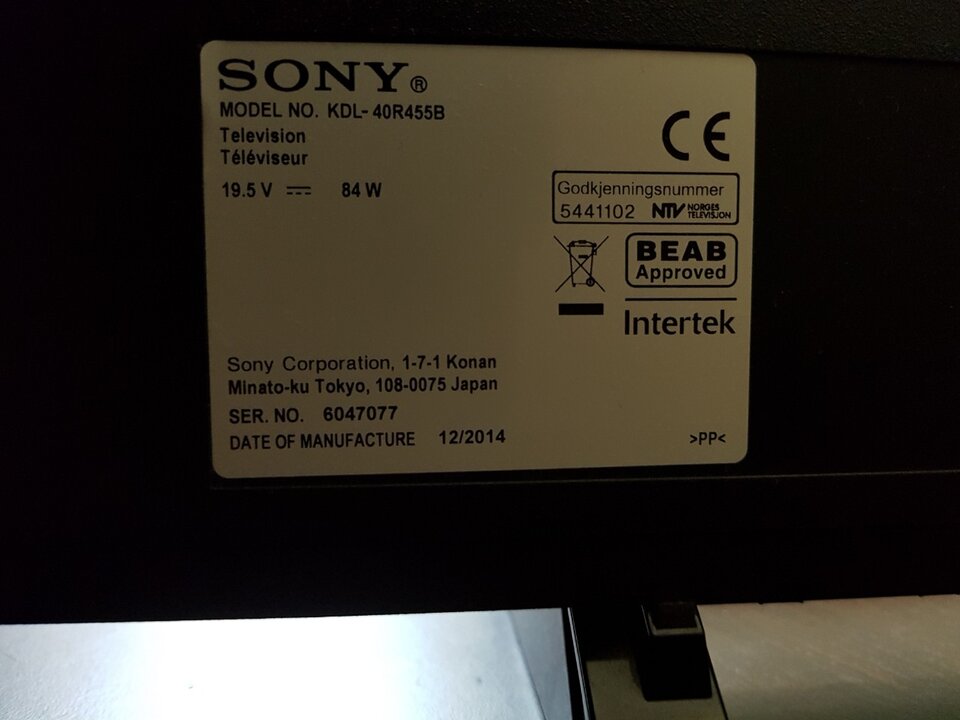 SONY®
MODEL NO. KDL-40R455B
Television
Téléviseur
19.5 V 84 W
CE
Godkjenningsnummer
5441102 NTV NORGES TELEVISJON
BEAB
Approved
Intertek
Sony Corporation, 1-7-1 Konan
Minato-ku Tokyo, 108-0075 Japan
SER. NO. 6047077
DATE OF MANUFACTURE 12/2014
>PP<